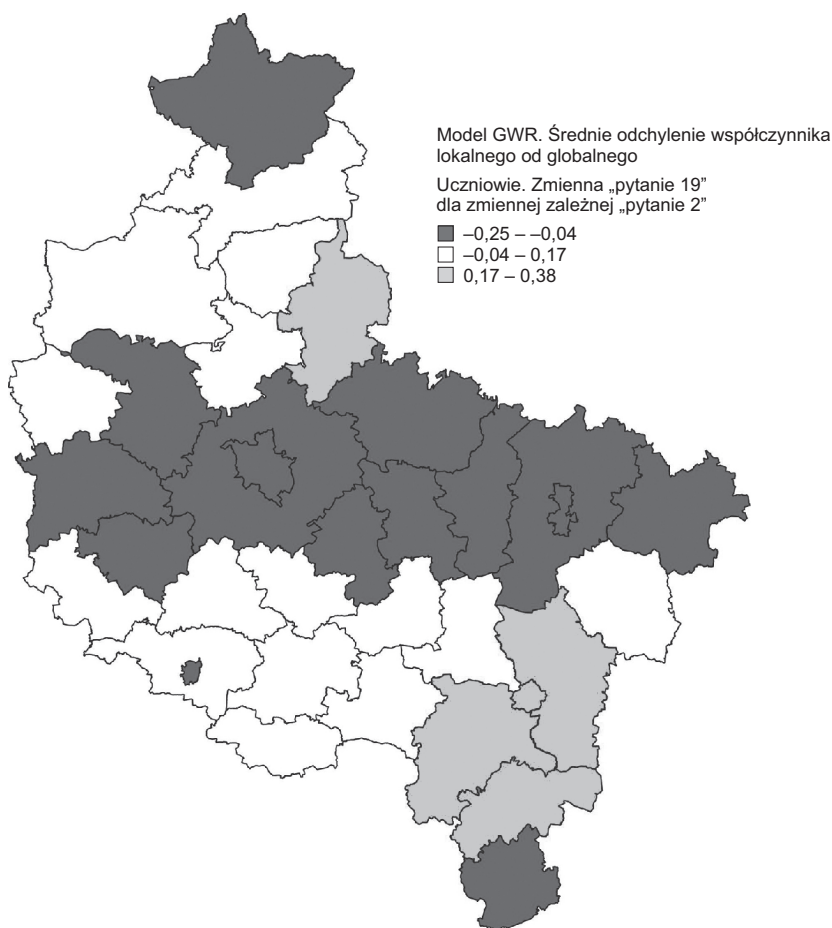 Model GWR. Średnie odchylenie współczynnika
lokalnego od globalnego
Uczniowie. Zmienna „pytanie 19”
dla zmiennej zależnej „pytanie 2”
–0,25 – –0,04
–0,04 – 0,17
0,17 – 0,38